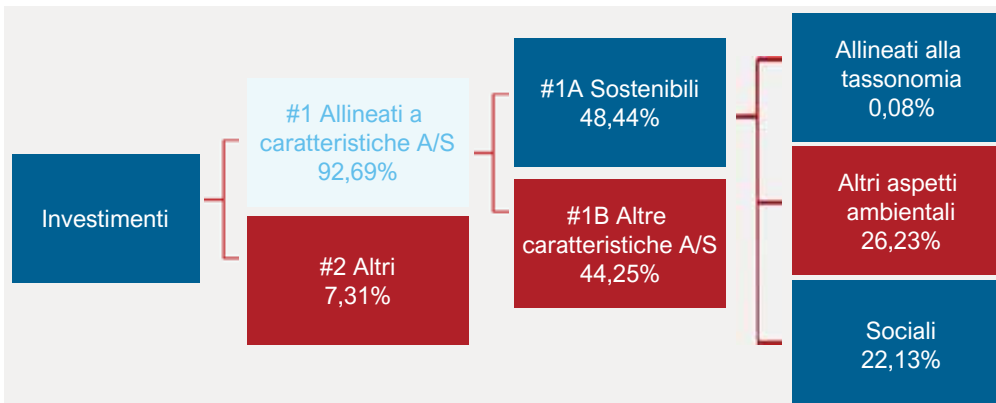 Investimenti
#1 Allineati a
caratteristiche A/S
92,69%
#2 Altri
7,31%
#1A Sostenibili
48,44%
#1B Altre
caratteristiche A/S
44,25%
Allineati alla
tassonomia
0,08%
Altri aspetti
ambientali
26,23%
Sociali
22,13%